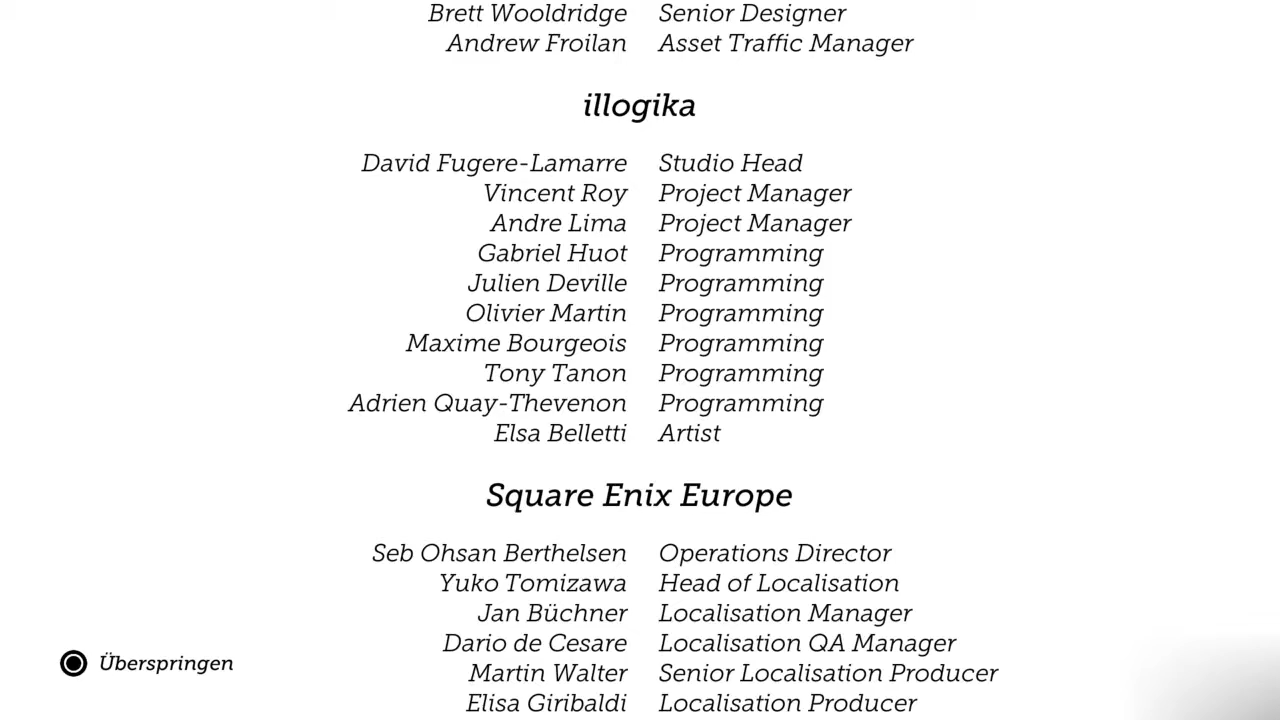 Brett Wooldridge Senior Designer
Andrew Froilan Asset Traffic Manager
illogika
David Fugere-Lamarre Studio Head
Vincent Roy Project Manager
Andre Lima Project Manager
Gabriel Huot Programming
Julien Deville Programming
Olivier Martin Programming
Maxime Bourgeois Programming
Tony Tanon Programming
Adrien Quay-Thevenon Programming
Elsa Belletti Artist
Square Enix Europe
Seb Ohsan Berthelsen Operations Director
Yuko Tomizawa Head of Localisation
Jan Büchner Localisation Manager
Dario de Cesare Localisation QA Manager
Überspringen
Martin Walter Senior Localisation Producer
Elisa Giribaldi Localisation Producer